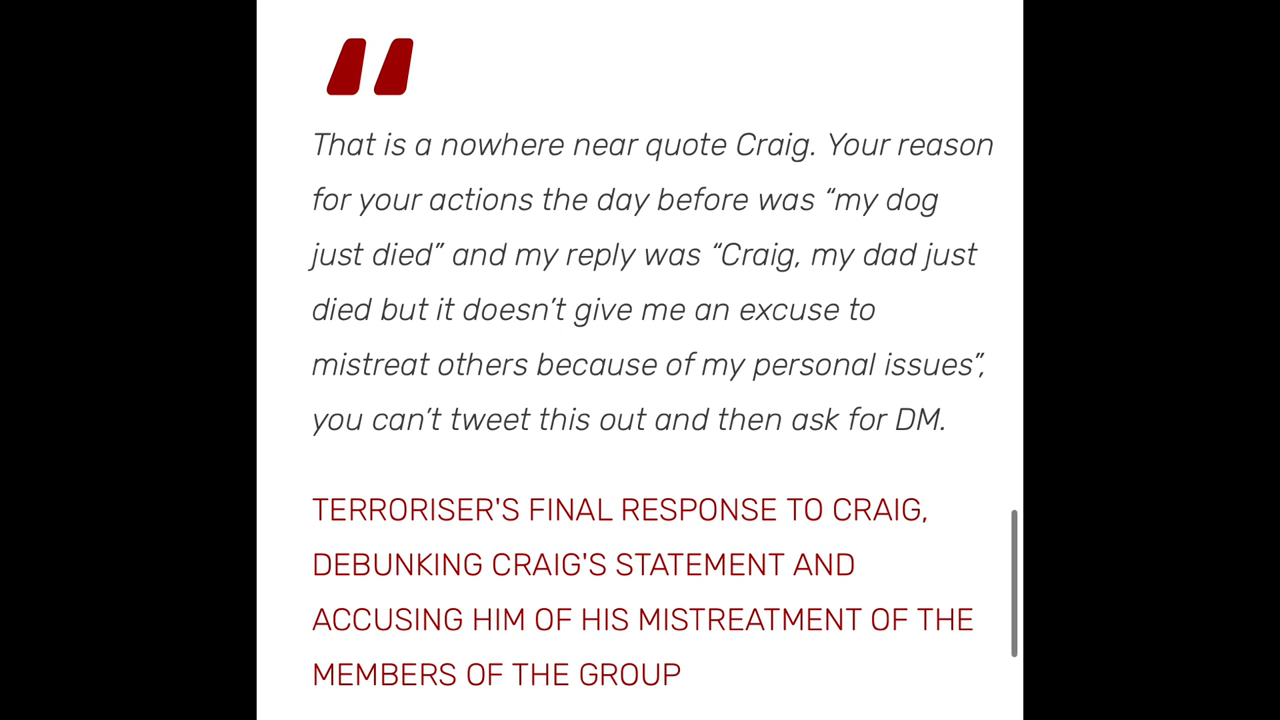 That is a nowhere near quote Craig. Your reason
for your actions the day before was “my dog
just died” and my reply was “Craig, my dad just
died but it doesn’t give me an excuse to
mistreat others because of my personal issues”,
you can’t tweet this out and then ask for DM.
TERRORISER'S FINAL RESPONSE TO CRAIG,
DEBUNKING CRAIG'S STATEMENT AND
ACCUSING HIM OF HIS MISTREATMENT OF THE
MEMBERS OF THE GROUP